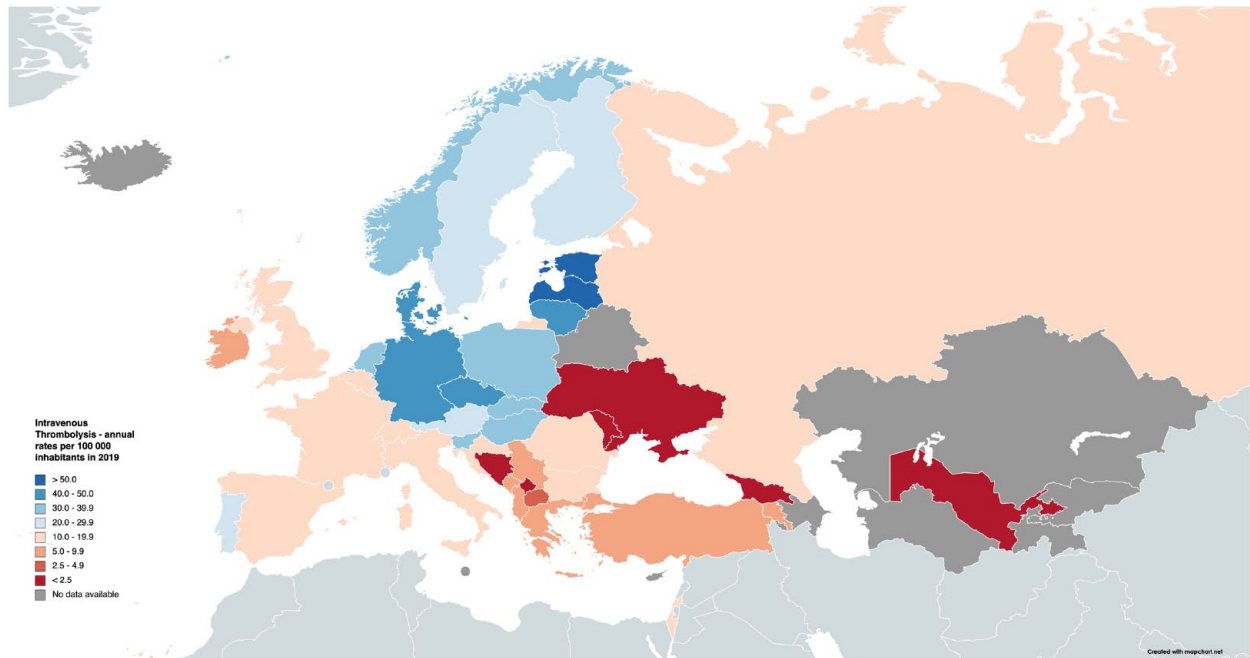 Intravenous
Thrombolysis - annual
rates per 100 000
inhabitants in 2019
> 50.0
40.0 - 50.0
30.0 - 39.9
20.0 - 29.9
10.0 - 19.9
5.0 - 9.9
2.5 - 4.9
< 2.5
No data available
Created with mapchart.net